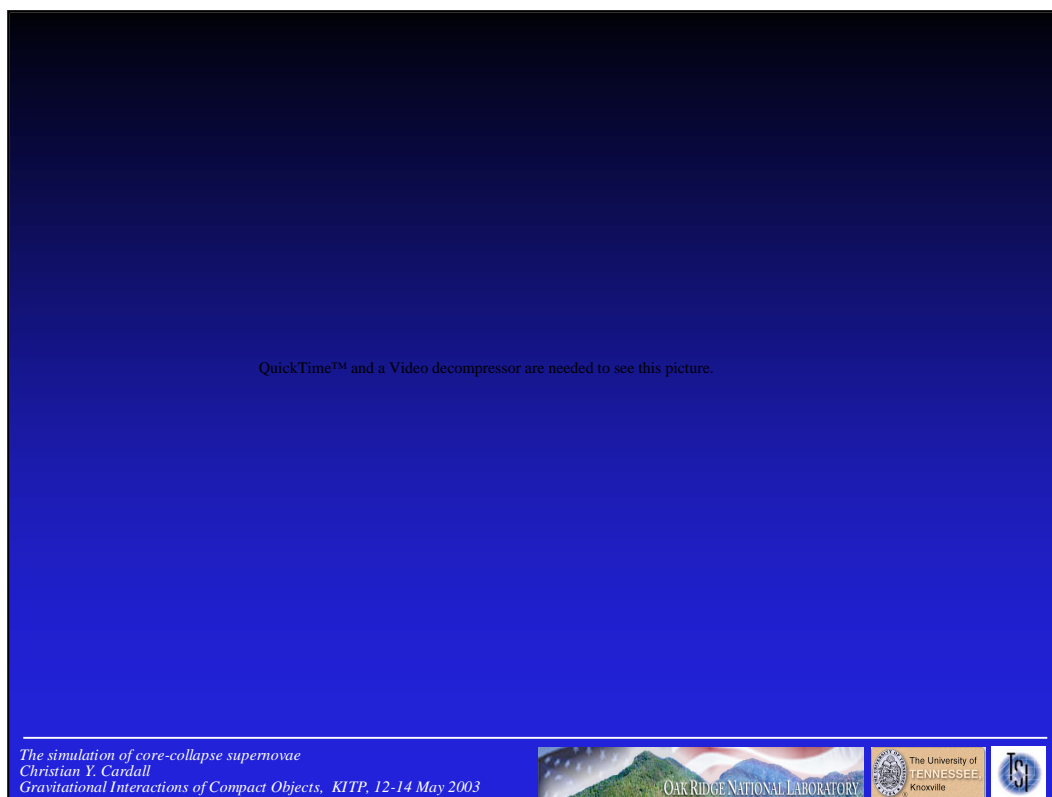 QuickTime™ and a Video decompressor are needed to see this picture.
The simulation of core-collapse supernovae
Christian Y. Cardall
Gravitational Interactions of Compact Objects, KITP, 12-14 May 2003
OAK RIDGE NATIONAL LABORATORY
The University of
TENNESSEE,
Knoxville
TSI